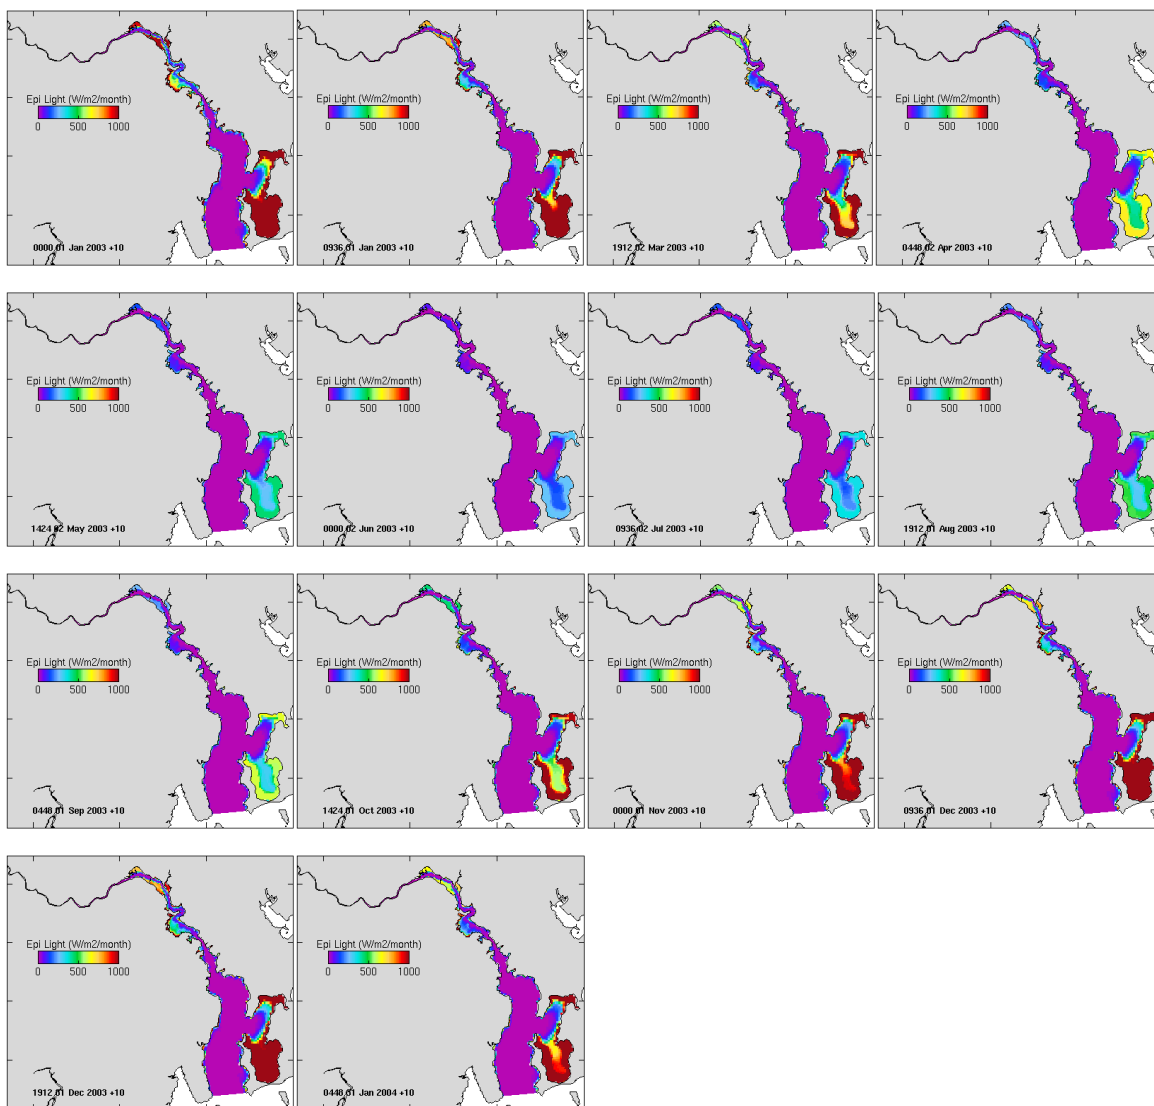 Epi Light (W/m2/month)
0 500 1000
0000 01 Jan 2003 +10
Epi Light (W/m2/month)
0 500 1000
0936 31 Jan 2003 +10
Epi Light (W/m2/month)
0 500 1000
1912 02 Mar 2003 +10
Epi Light (W/m2/month)
0 500 1000
0448 02 Apr 2003 +10
Epi Light (W/m2/month)
0 500 1000
1424 02 May 2003 +10
Epi Light (W/m2/month)
0 500 1000
0000 02 Jun 2003 +10
Epi Light (W/m2/month)
0 500 1000
0936 02 Jul 2003 +10
Epi Light (W/m2/month)
0 500 1000
1912 01 Aug 2003 +10
Epi Light (W/m2/month)
0 500 1000
0448 01 Sep 2003 +10
Epi Light (W/m2/month)
0 500 1000
1424 01 Oct 2003 +10
Epi Light (W/m2/month)
0 500 1000
0000 01 Nov 2003 +10
Epi Light (W/m2/month)
0 500 1000
0936 01 Dec 2003 +10
Epi Light (W/m2/month)
0 500 1000
1912 31 Dec 2003 +10
Epi Light (W/m2/month)
0 500 1000
0448 31 Jan 2004 +10